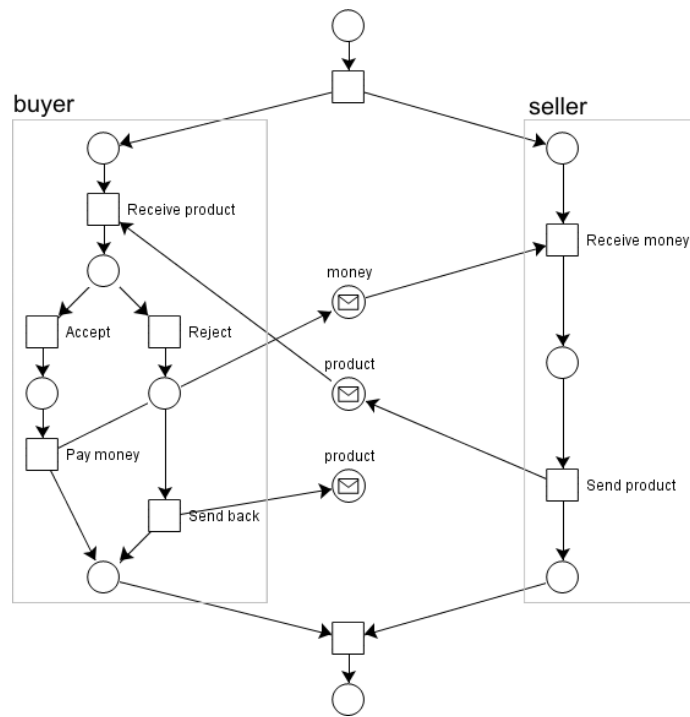 buyer
seller
Receive product
Receive money
money
Accept
Reject
product
Pay money
product
Send product
Send back